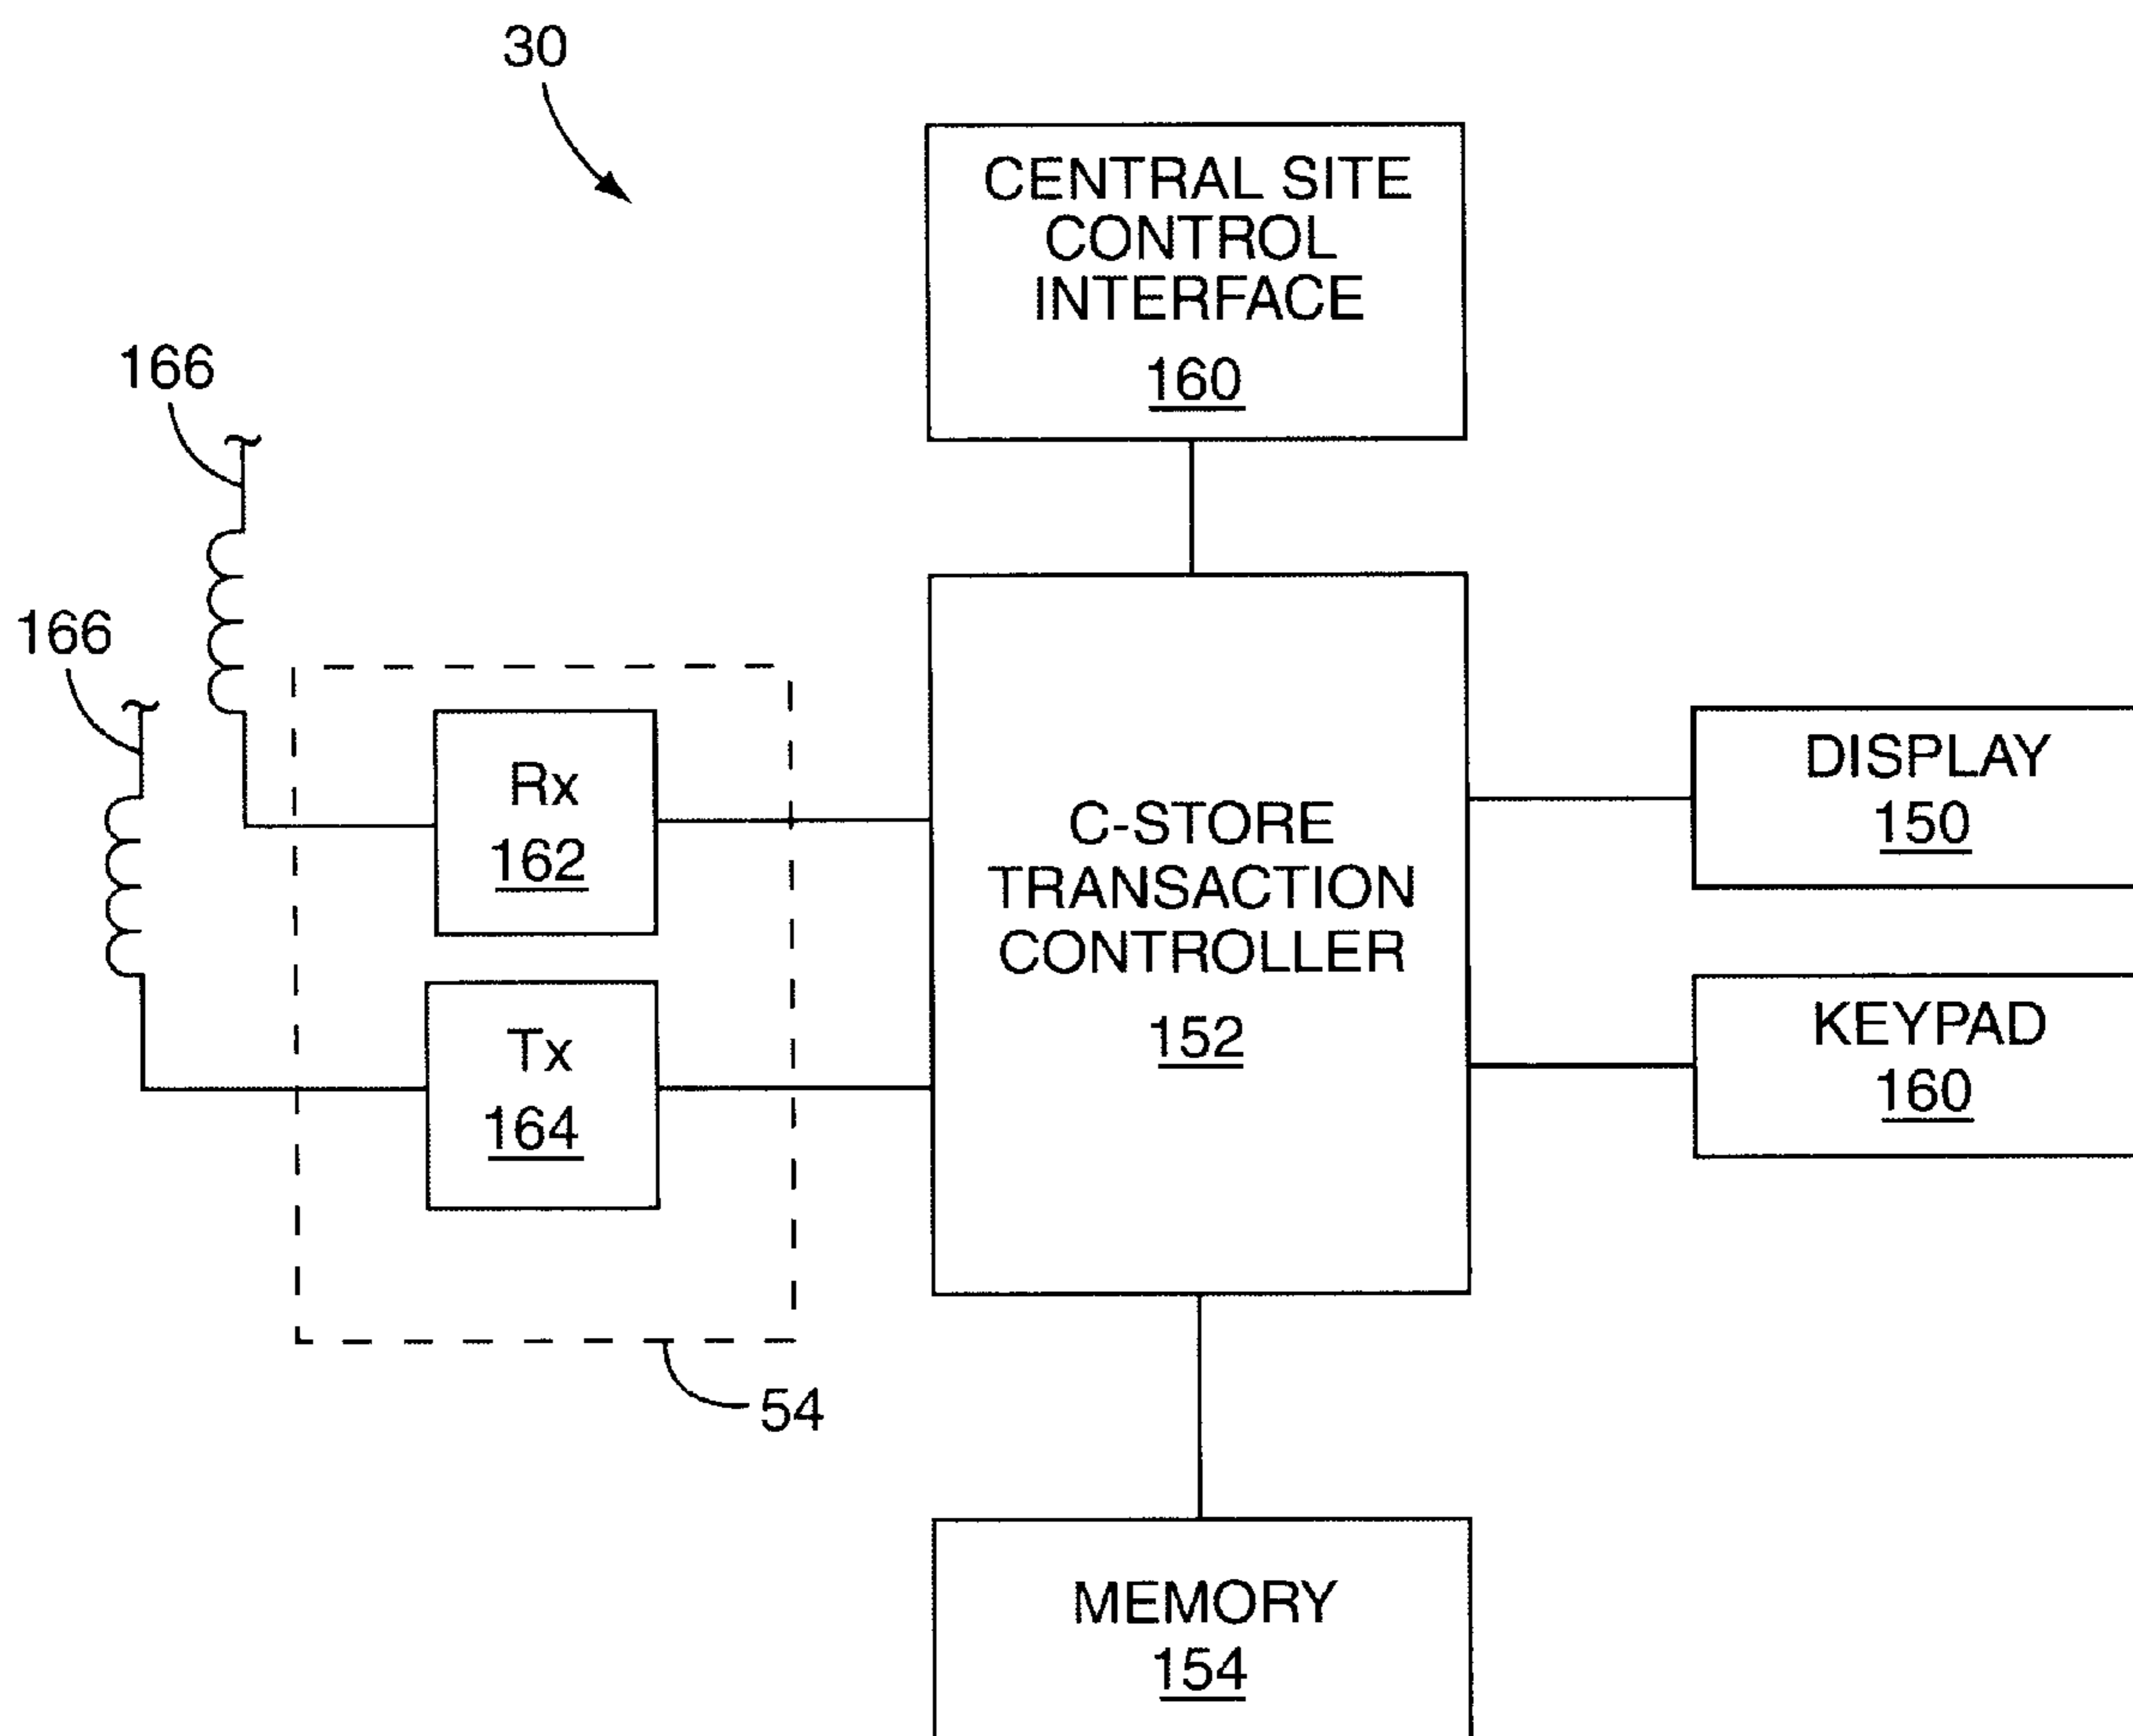 30
CENTRAL SITE
CONTROL
INTERFACE
160
166
166
Rx
162
Tx
164
54
C-STORE
TRANSACTION
CONTROLLER
152
DISPLAY
150
KEYPAD
160
MEMORY
154